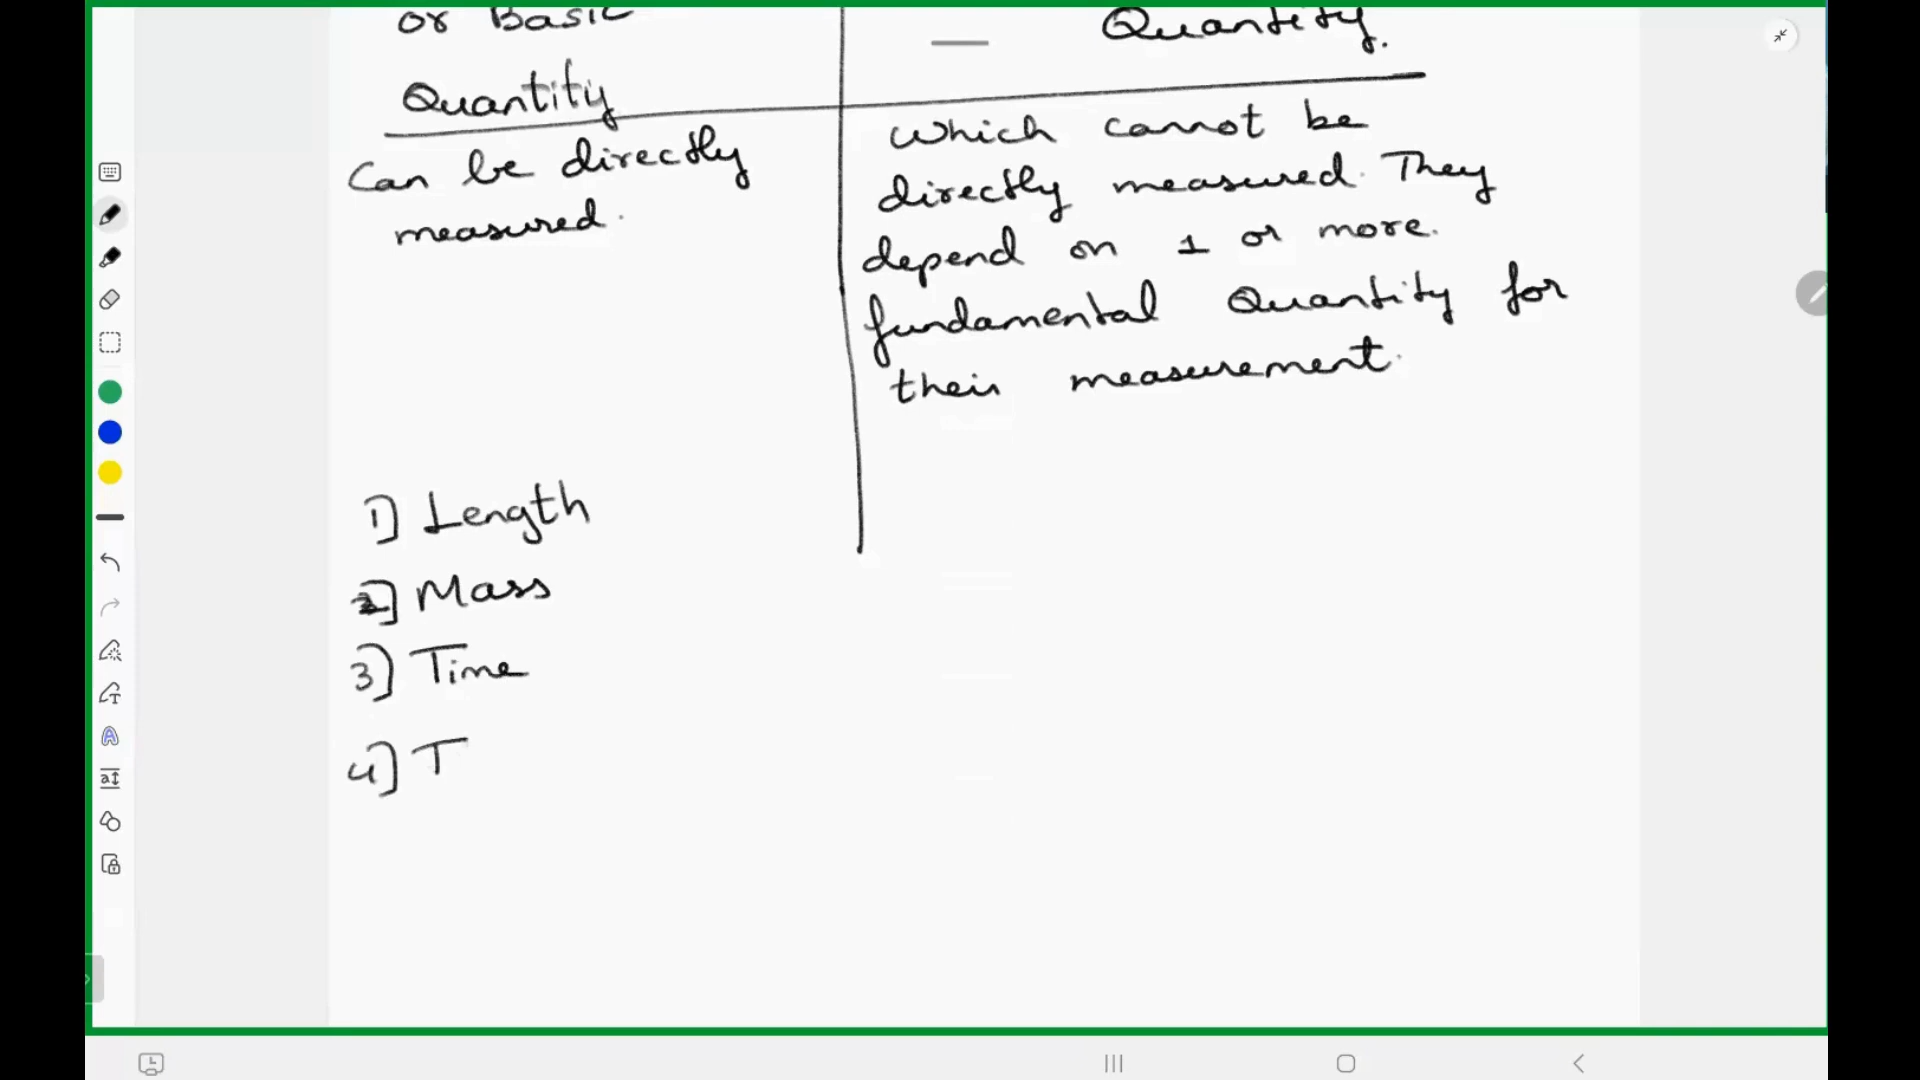 or Basic
Quantity
Quantity.
Can be directly
measured.
which cannot be
directly measured. They
depend on 1 or more.
fundamental Quantity for
their measurement.
1] Length
2] Mass
3] Time
4] T